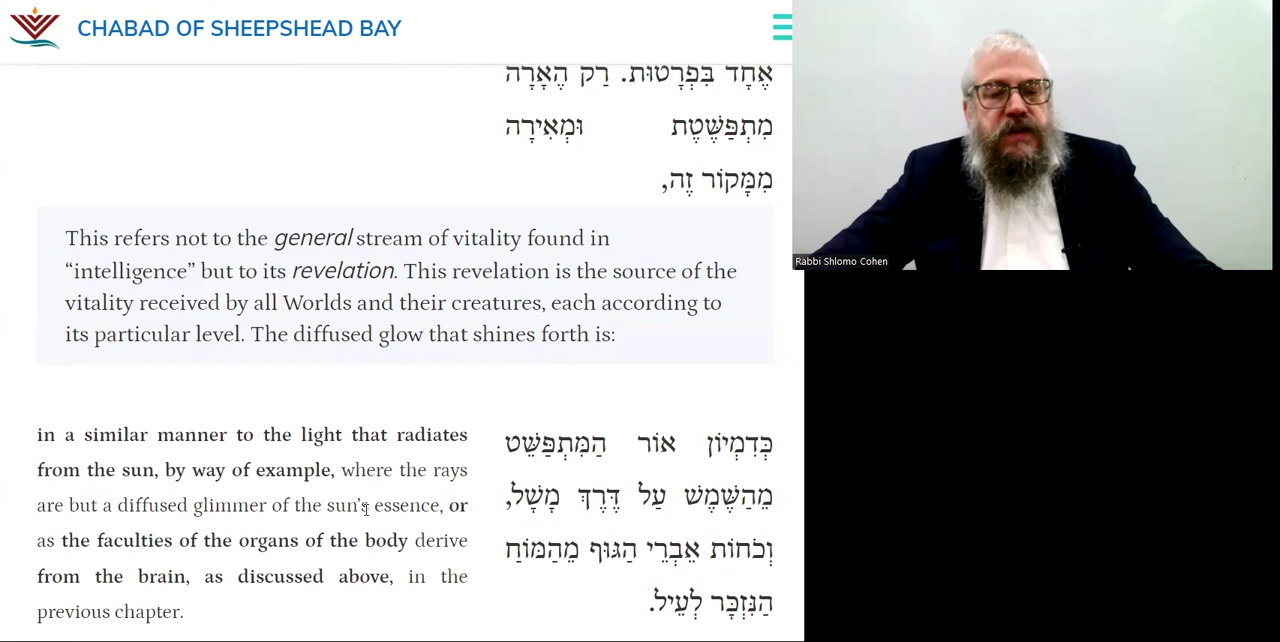 CHABAD OF SHEEPSHEAD BAY
אֶחָד בִּפְרָטוּת. רַק הֶאָרָה
מִתְפַּשֶּׁטֶת וּמְאִירָה
מִמָּקוֹר זֶה,
This refers not to the general stream of vitality found in
“intelligence” but to its revelation. This revelation is the source of the
vitality received by all Worlds and their creatures, each according to
its particular level. The diffused glow that shines forth is:
in a similar manner to the light that radiates
from the sun, by way of example, where the rays
are but a diffused glimmer of the sun’s essence, or
as the faculties of the organs of the body derive
from the brain, as discussed above, in the
previous chapter.
כְּדִמְיוֹן אוֹר הַמִּתְפַּשֵּׁט
מֵהַשֶּׁמֶשׁ עַל דֶּרֶךְ מָשָׁל,
וְכֹחוֹת אֵבְרֵי הַגּוּף מֵהַמּוֹחַ
הַנִּזְכָּר לְעֵיל.
Rabbi Shlomo Cohen